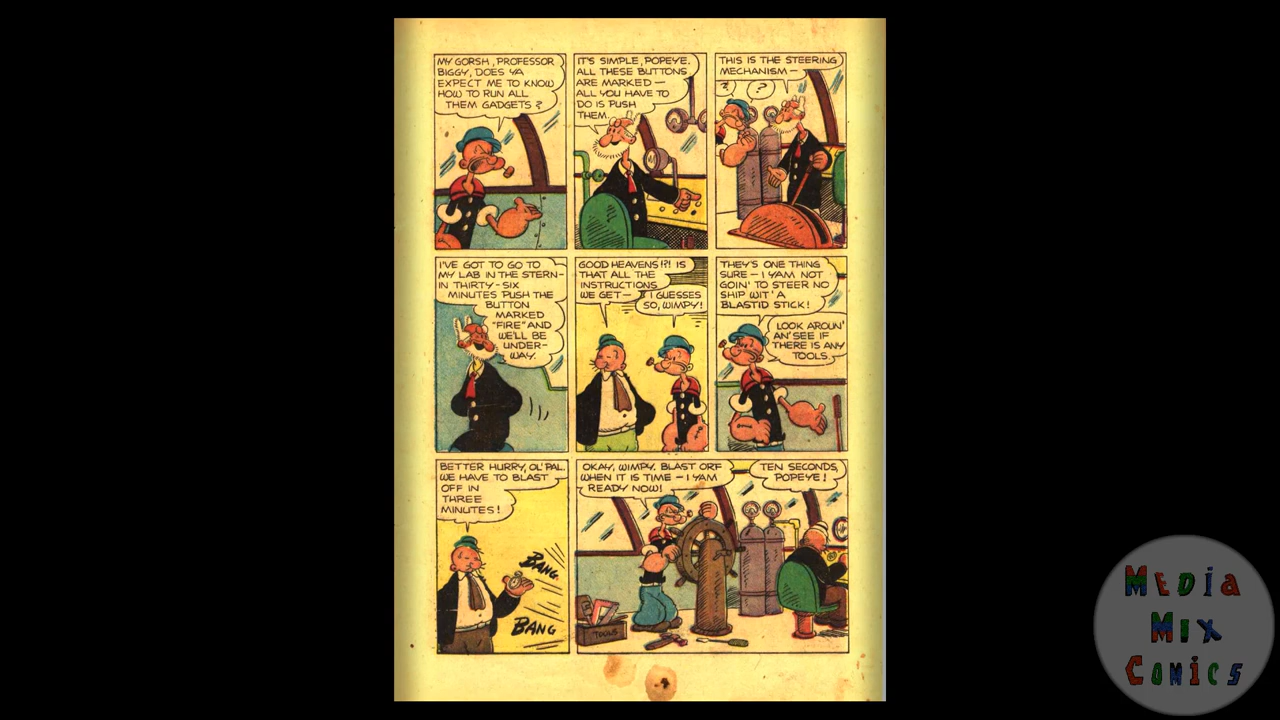 MY GORSH, PROFESSOR
BIGGY, DOES YA
EXPECT ME TO KNOW
HOW TO RUN ALL
THEM GADGETS?
IT'S SIMPLE, POPEYE.
ALL THESE BUTTONS
ARE MARKED —
ALL YOU HAVE TO
DO IS PUSH
THEM.
THIS IS THE STEERING
MECHANISM —
?
?
I'VE GOT TO GO TO
MY LAB IN THE STERN-
IN THIRTY-SIX
MINUTES PUSH THE
BUTTON
MARKED
"FIRE" AND
WE'LL BE
UNDER-
WAY.
GOOD HEAVENS!?! IS
THAT ALL THE
INSTRUCTIONS
WE GET—
I GUESSES
SO, WIMPY!
THEY'S ONE THING
SURE — I YAM NOT
GOIN' TO STEER NO
SHIP WIT' A
BLASTID STICK!
LOOK AROUN'
AN' SEE IF
THERE IS ANY
TOOLS.
BETTER HURRY, OL' PAL.
WE HAVE TO BLAST
OFF IN
THREE
MINUTES!
BANG
BANG
OKAY, WIMPY. BLAST ORF
WHEN IT IS TIME — I YAM
READY NOW!
TEN SECONDS,
POPEYE!
TOOLS
MEDiA
MiX
COMiCS